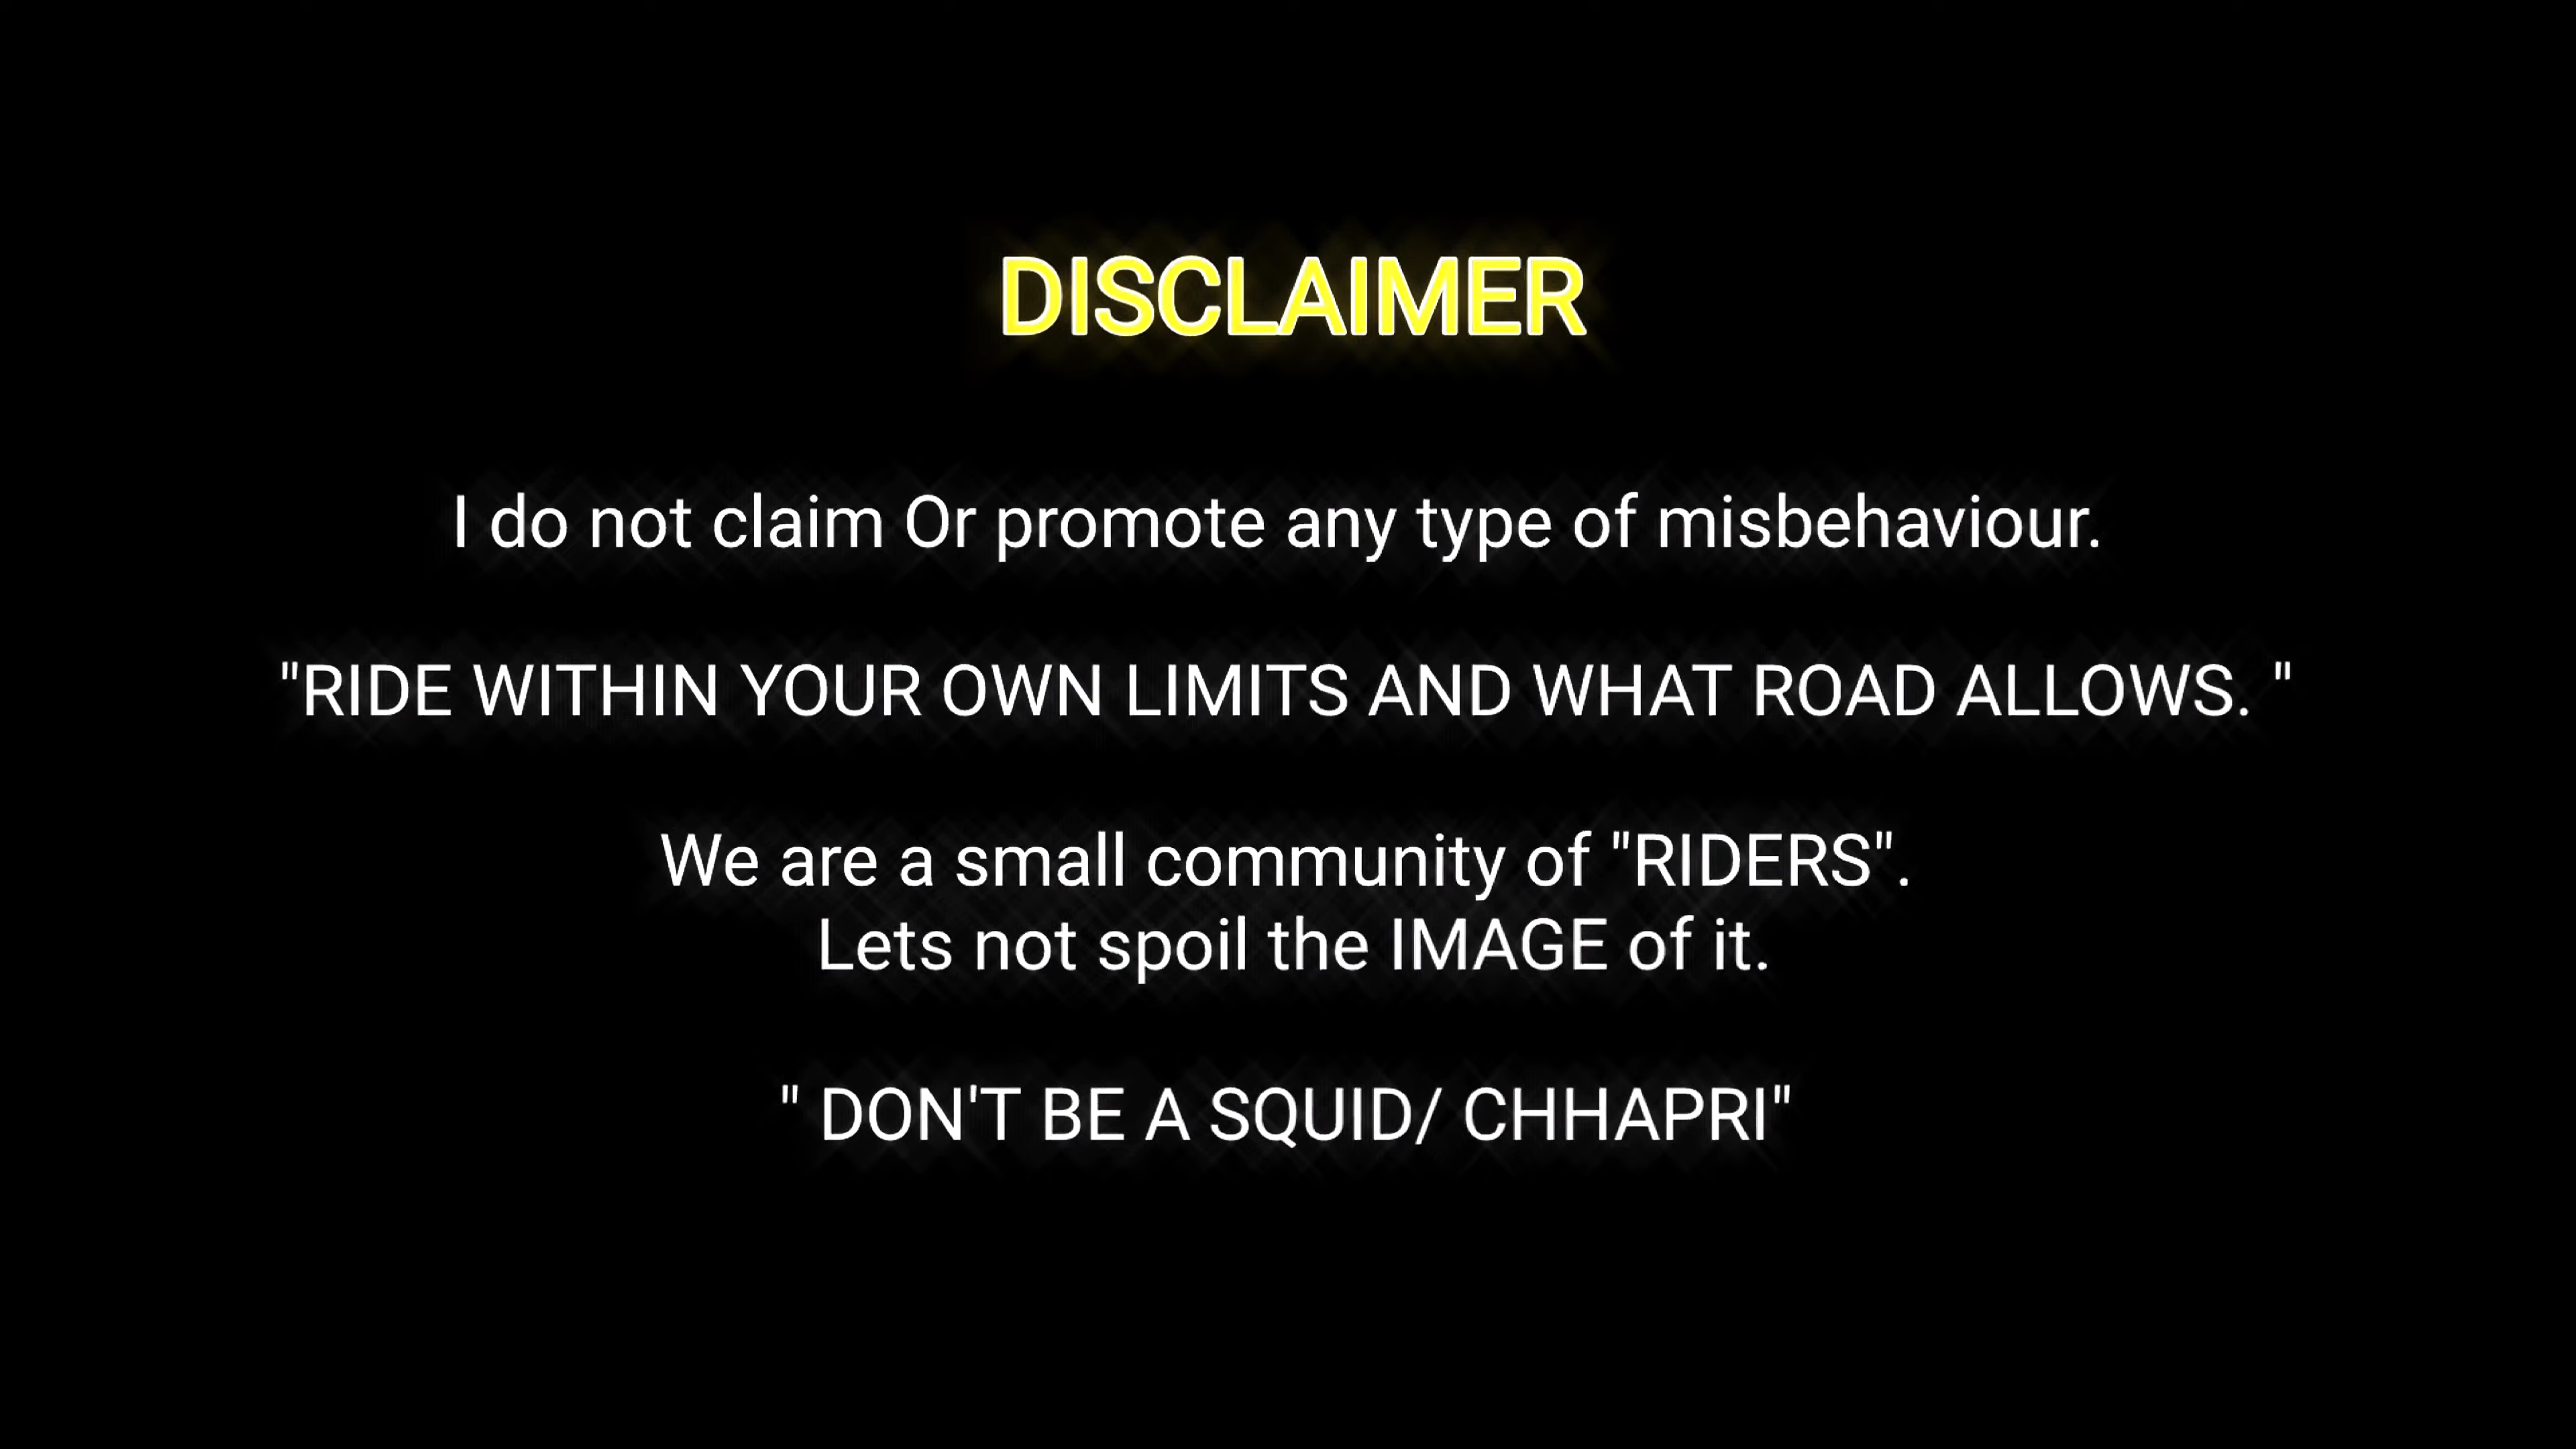 DISCLAIMER
I do not claim Or promote any type of misbehaviour.
"RIDE WITHIN YOUR OWN LIMITS AND WHAT ROAD ALLOWS. "
We are a small community of "RIDERS".
Lets not spoil the IMAGE of it.
" DON'T BE A SQUID/ CHHAPRI"